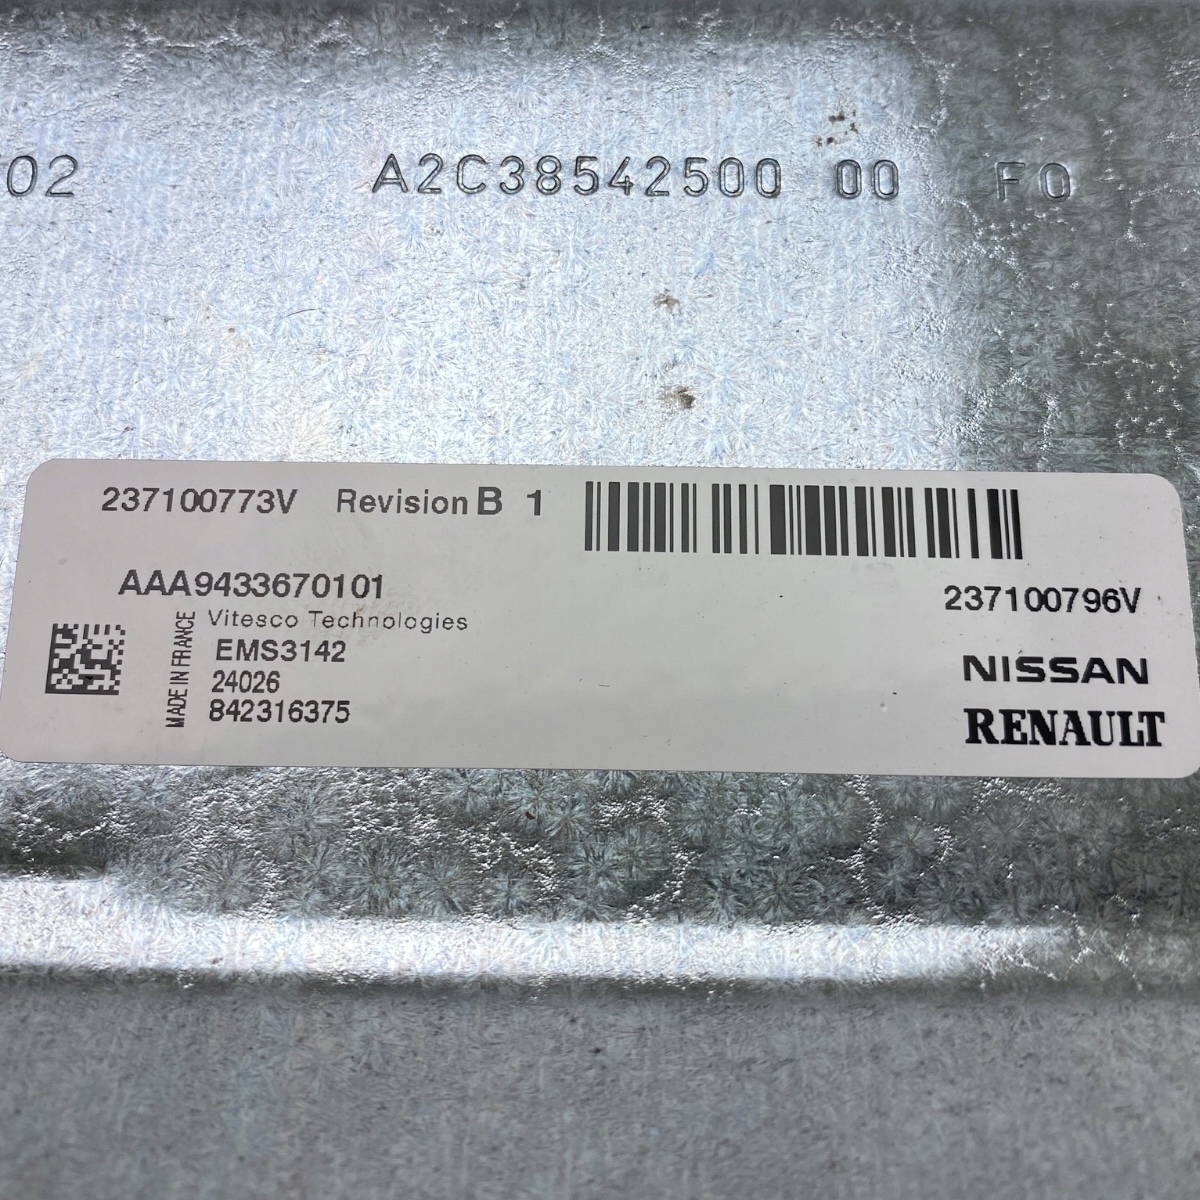 02 A2C38542500 00 F0
237100773V Revision B 1
AAA9433670101
237100796V
MADE IN FRANCE
Vitesco Technologies
EMS3142
24026
842316375
NISSAN
RENAULT